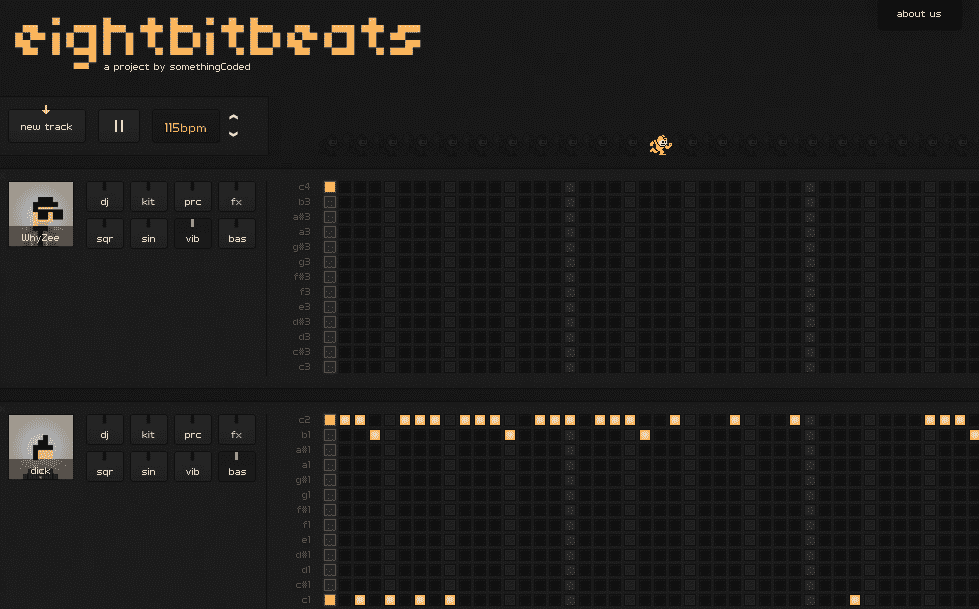 about us
eightbitbeats
a project by somethingCoded
new track
115bpm
WhyZee
dj kit prc fx
sqr sin vib bas
c4
b3
a#3
a3
g#3
g3
f#3
f3
e3
d#3
d3
c#3
c3
dick
dj kit prc fx
sqr sin vib bas
c2
b1
a#1
a1
g#1
g1
f#1
f1
e1
d#1
d1
c#1
c1